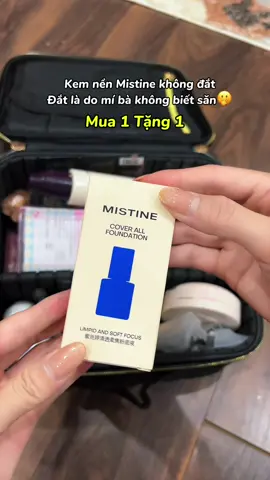 Kem nền Mistine không đắt
Đắt là do mí bà không biết săn🤫
Mua 1 Tặng 1
MISTINE
COVER ALL
FOUNDATION
LIMPID AND SOFT FOCUS